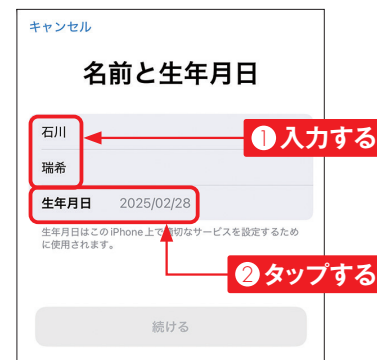 キャンセル
名前と生年月日
石川
①入力する
瑞希
生年月日 2025/02/28
生年月日はこのiPhone上で適切なサービスを設定するため
に使用されます。
②タップする
続ける